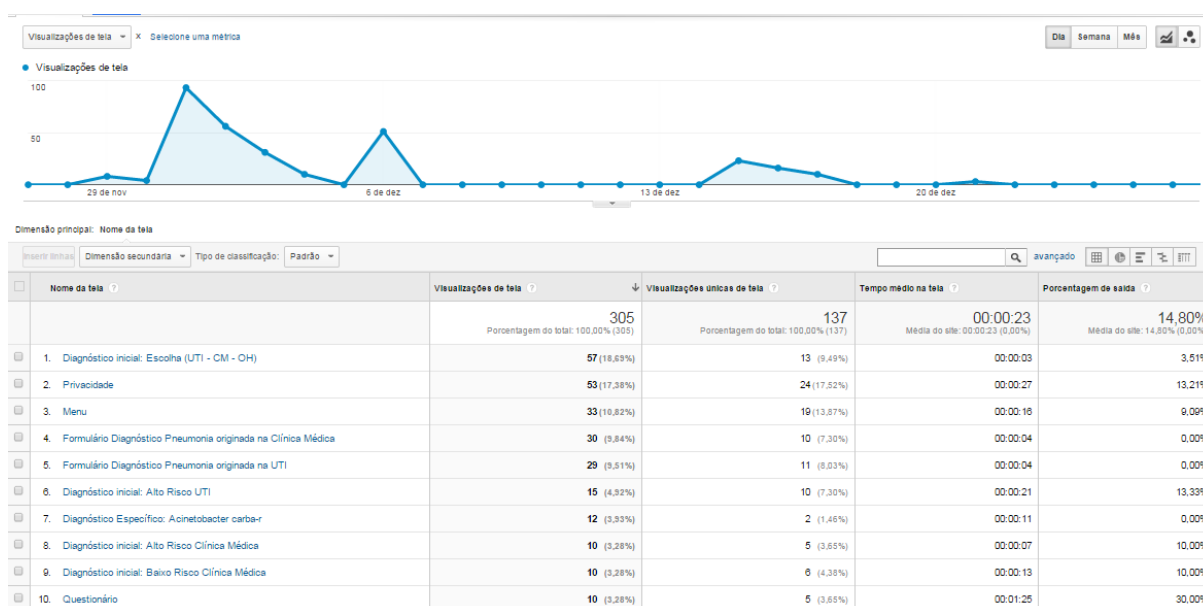 Visualizações de tela x Selecione uma métrica Dia Semana Mês
Visualizações de tela
100
50
29 de nov 6 de dez 13 de dez 20 de dez
Dimensão principal: Nome da tela
Inserir linhas Dimensão secundária Tipo de classificação: Padrão avançado
Nome da tela ? Visualizações de tela ? Visualizações únicas de tela ? Tempo médio na tela ? Porcentagem de saída ?
305 137 00:00:23 14,80%
Porcentagem do total: 100,00% (305) Porcentagem do total: 100,00% (137) Média do site: 00:00:23 (0,00%) Média do site: 14,80% (0,00%
1. Diagnóstico inicial: Escolha (UTI - CM - OH) 57 (18,69%) 13 (9,49%) 00:00:03 3,51%
2. Privacidade 53 (17,38%) 24 (17,52%) 00:00:27 13,21%
3. Menu 33 (10,82%) 19 (13,87%) 00:00:16 9,09%
4. Formulário Diagnóstico Pneumonia originada na Clínica Médica 30 (9,84%) 10 (7,30%) 00:00:04 0,00%
5. Formulário Diagnóstico Pneumonia originada na UTI 29 (9,51%) 11 (8,03%) 00:00:04 0,00%
6. Diagnóstico inicial: Alto Risco UTI 15 (4,92%) 10 (7,30%) 00:00:21 13,33%
7. Diagnóstico Específico: Acinetobacter carba-r 12 (3,93%) 2 (1,46%) 00:00:11 0,00%
8. Diagnóstico inicial: Alto Risco Clínica Médica 10 (3,28%) 5 (3,65%) 00:00:07 10,00%
9. Diagnóstico inicial: Baixo Risco Clínica Médica 10 (3,28%) 6 (4,38%) 00:00:13 10,00%
10. Questionário 10 (3,28%) 5 (3,65%) 00:01:25 30,00%